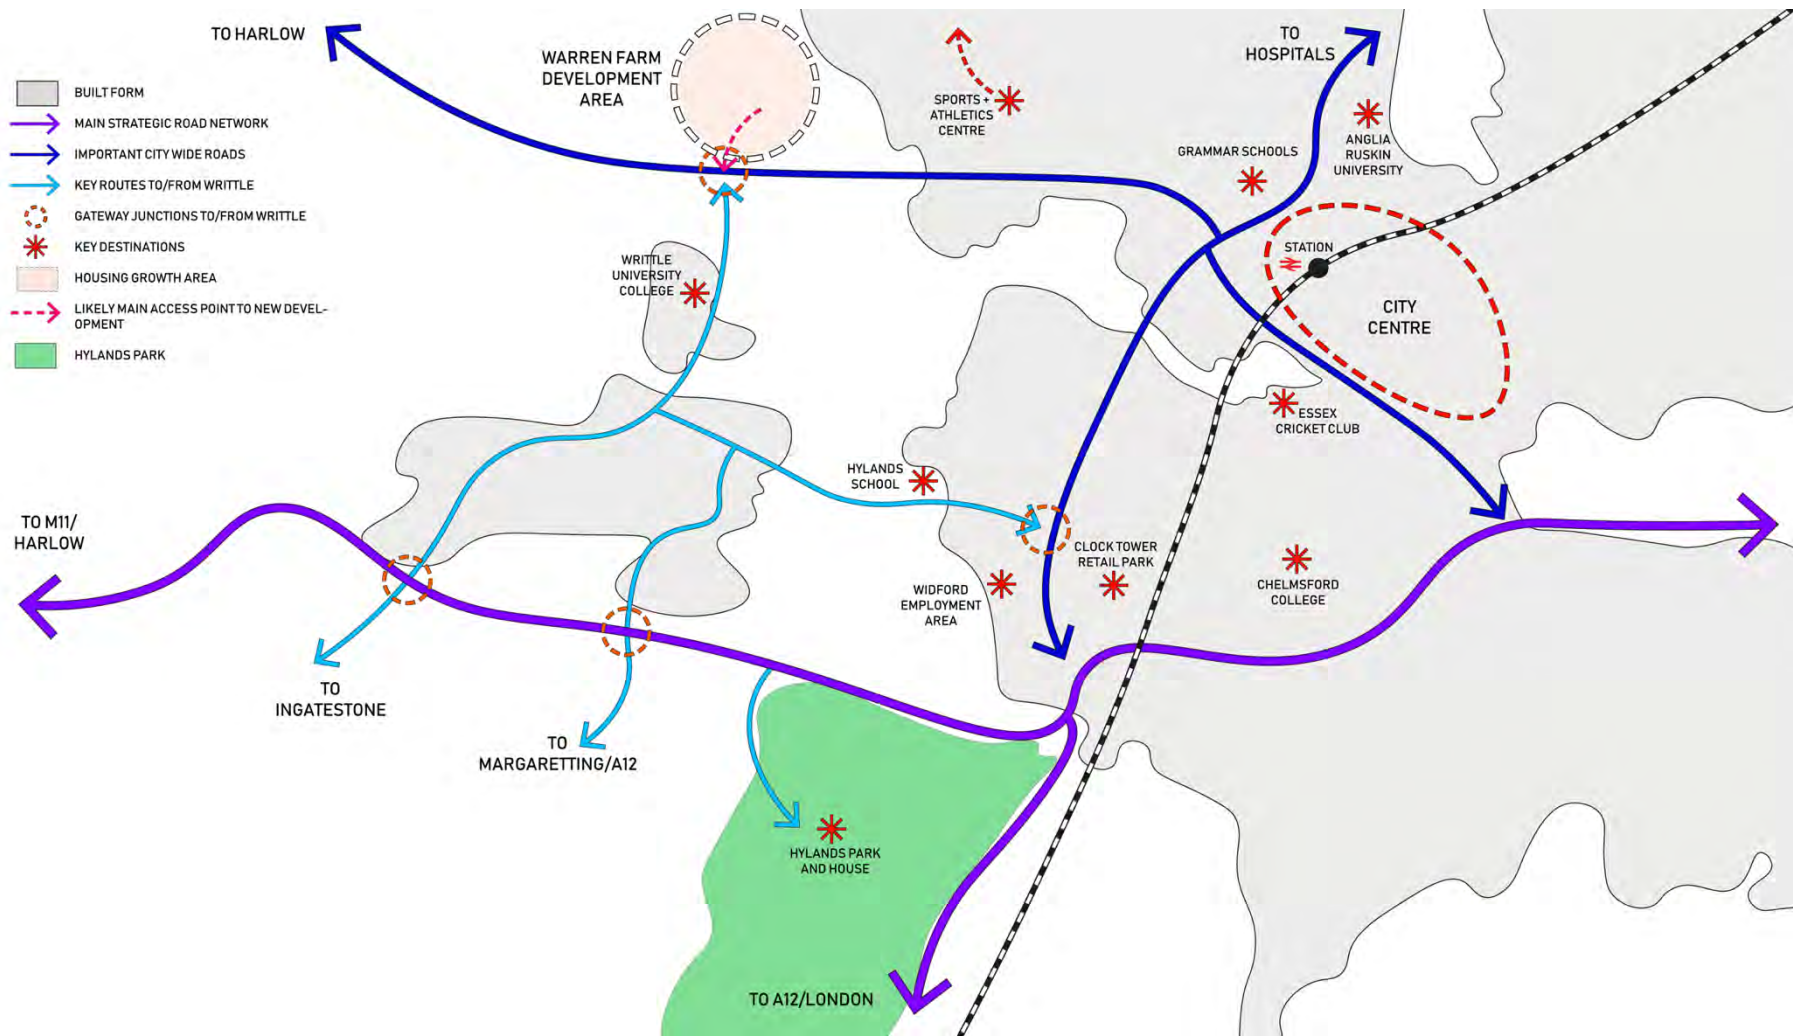 TO HARLOW
WARREN FARM
DEVELOPMENT
AREA
TO
HOSPITALS
BUILT FORM
MAIN STRATEGIC ROAD NETWORK
IMPORTANT CITY WIDE ROADS
KEY ROUTES TO/FROM WRITTLE
GATEWAY JUNCTIONS TO/FROM WRITTLE
KEY DESTINATIONS
HOUSING GROWTH AREA
LIKELY MAIN ACCESS POINT TO NEW DEVEL-
OPMENT
HYLANDS PARK
SPORTS +
ATHLETICS
CENTRE
GRAMMAR SCHOOLS
ANGLIA
RUSKIN
UNIVERSITY
STATION
CITY
CENTRE
WRITTLE
UNIVERSITY
COLLEGE
ESSEX
CRICKET CLUB
HYLANDS
SCHOOL
TO M11/
HARLOW
CLOCK TOWER
RETAIL PARK
WIDFORD
EMPLOYMENT
AREA
CHELMSFORD
COLLEGE
TO
INGATESTONE
TO
MARGARETTING/A12
HYLANDS PARK
AND HOUSE
TO A12/LONDON